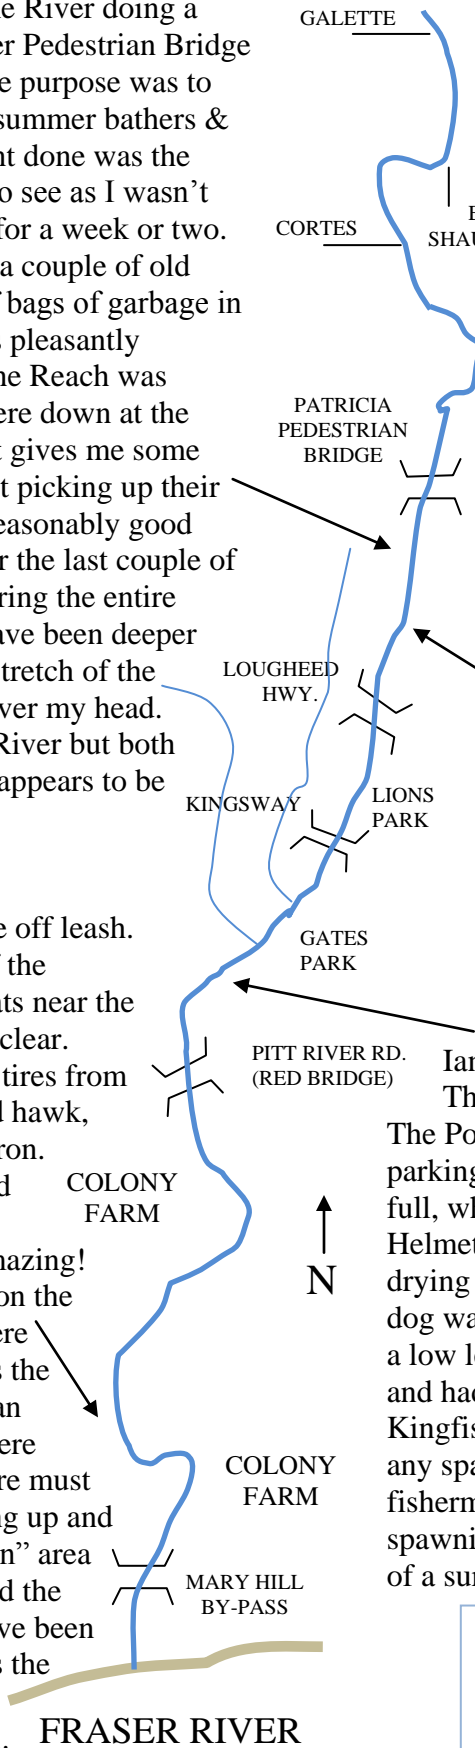 e River doing a
er Pedestrian Bridge
e purpose was to
summer bathers &
nt done was the
o see as I wasn't
for a week or two.
a couple of old
f bags of garbage in
s pleasantly
he Reach was
ere down at the
t gives me some
t picking up their
easonably good
r the last couple of
ring the entire
ave been deeper
stretch of the
ver my head.
River but both
appears to be
e off leash.
f the
ats near the
clear.
tires from
d hawk,
ron.
d
nazing!
on the
ere
s the
an
ere
re must
ng up and
n" area
d the
ve been
s the
GALETTE
SHAU
CORTES
PATRICIA
PEDESTRIAN
BRIDGE
LOUGHEED
HWY.
KINGSWAY
LIONS
PARK
GATES
PARK
PITT RIVER RD.
(RED BRIDGE)
COLONY
FARM
N
COLONY
FARM
MARY HILL
BY-PASS
FRASER RIVER
Ian
Th
The Po
parking
full, wh
Helmet
drying
dog wa
a low le
and had
Kingfis
any spa
fisherm
spawni
of a sur